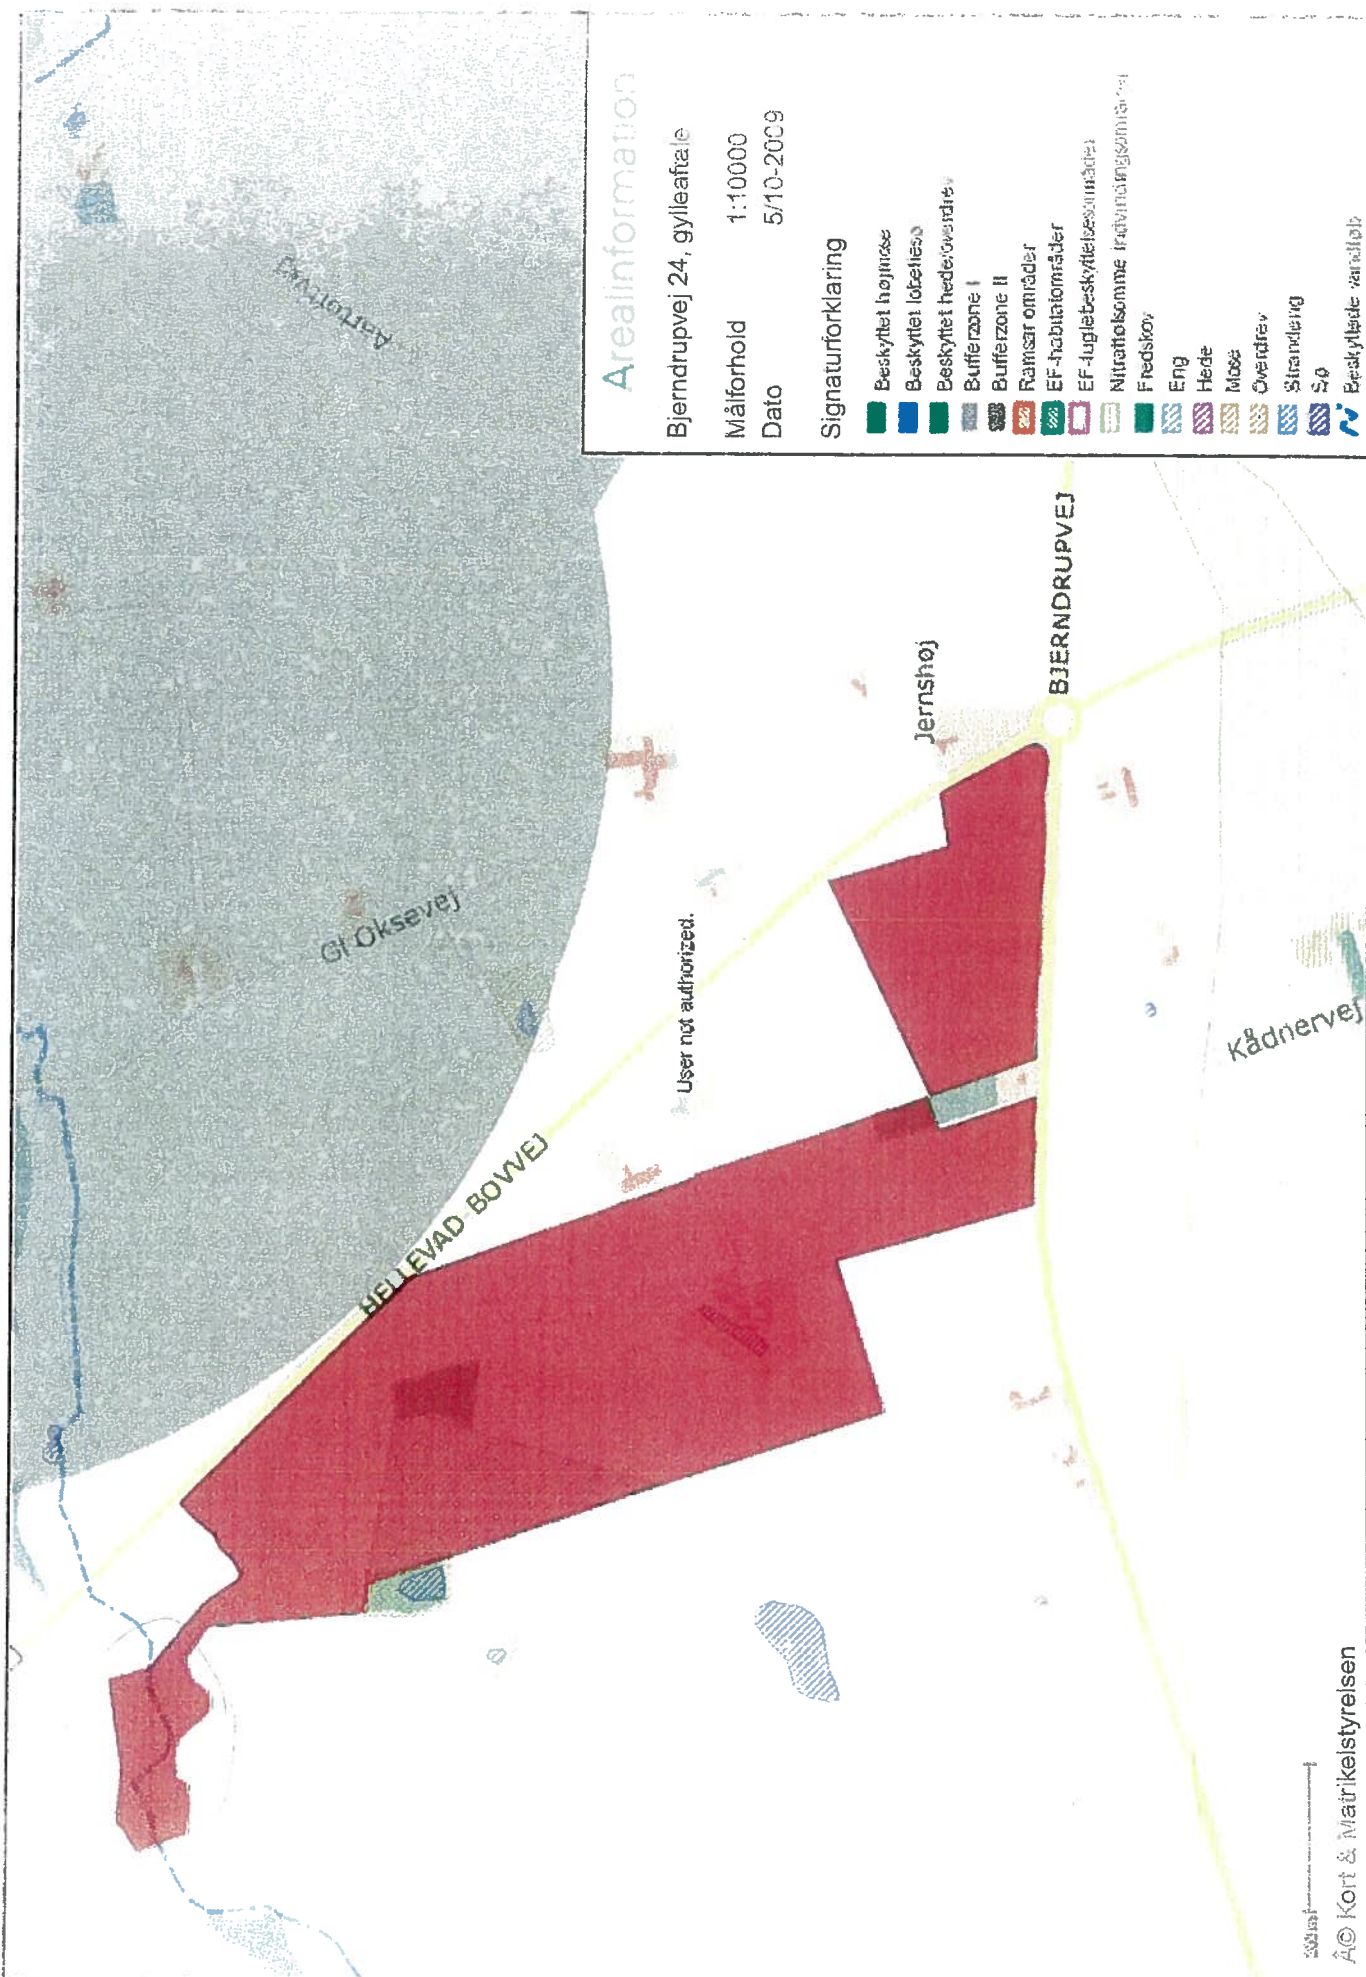 Arealinformation
Bjerndrupvej 24, gylleaftale
Målforhold 1:10000
Dato 5/10-2009
Signaturforklaring
Beskyttet højmose
Beskyttet lobeliesø
Beskyttet hede/overdrev
Bufferzone I
Bufferzone II
Ramsar områder
EF-habitatområder
EF-fuglebeskyttelsesområder
Nitratfølsomme indvindingsområder
Fredskov
Eng
Hede
Mose
Overdrev
Strandeng
Sø
Beskyttede vandløb
Gl Oksevej
HELLEVAD-BOVVEJ
User not authorized.
Jernshøj
BJERNDRUPVEJ
Kådnervej
Â© Kort & Matrikelstyrelsen